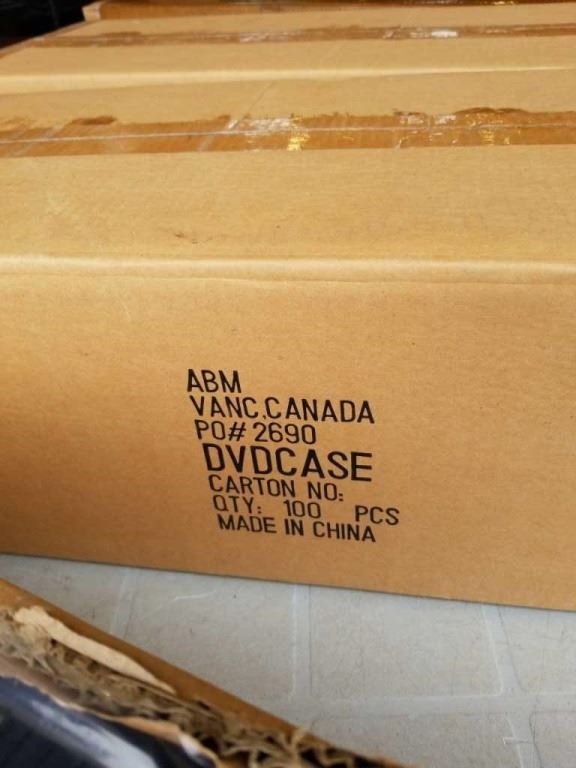 ABM
VANC,CANADA
PO# 2690
DVDCASE
CARTON NO:
QTY: 100 PCS
MADE IN CHINA